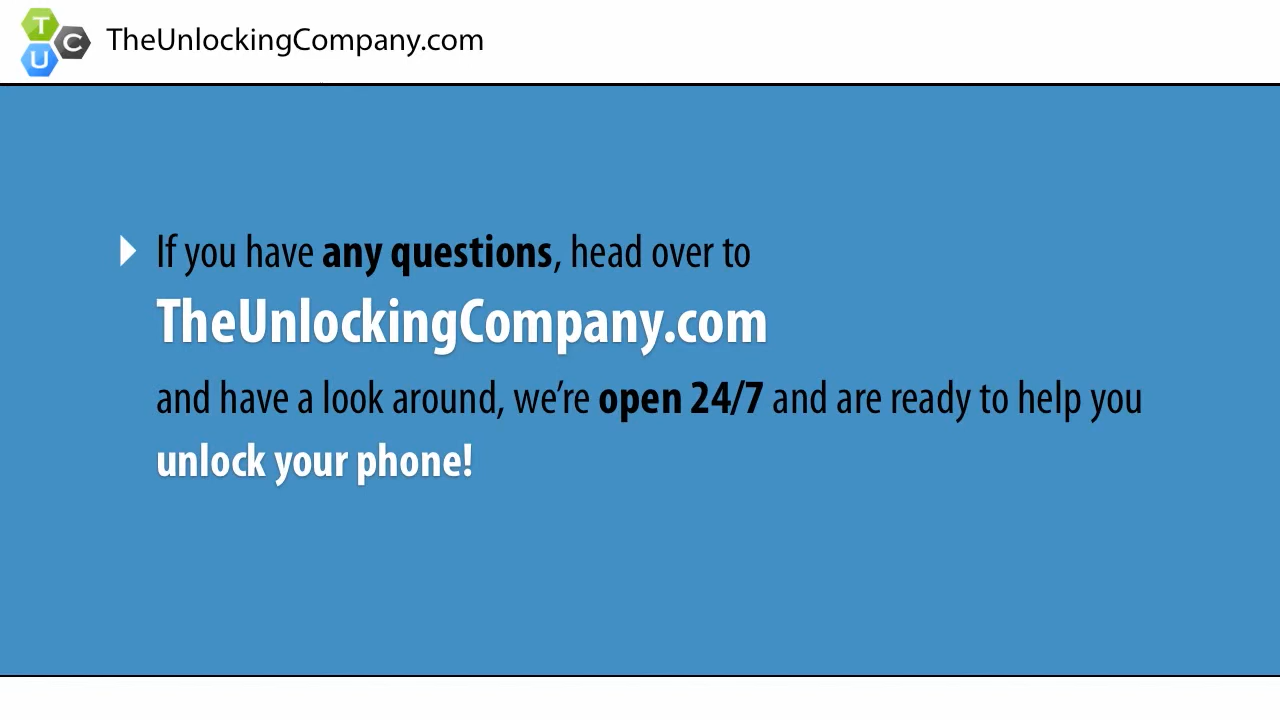 T
C
U
TheUnlockingCompany.com
If you have any questions, head over to
TheUnlockingCompany.com
and have a look around, we’re open 24/7 and are ready to help you
unlock your phone!